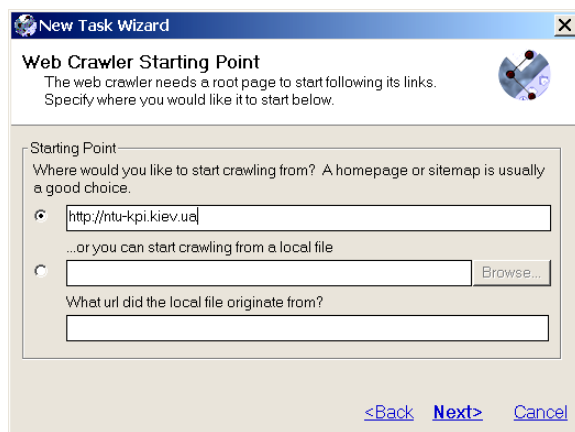 New Task Wizard
Web Crawler Starting Point
The web crawler needs a root page to start following its links.
Specify where you would like it to start below.
Starting Point
Where would you like to start crawling from? A homepage or sitemap is usually
a good choice.
http://ntu-kpi.kiev.ua
...or you can start crawling from a local file
Browse...
What url did the local file originate from?
<Back Next> Cancel